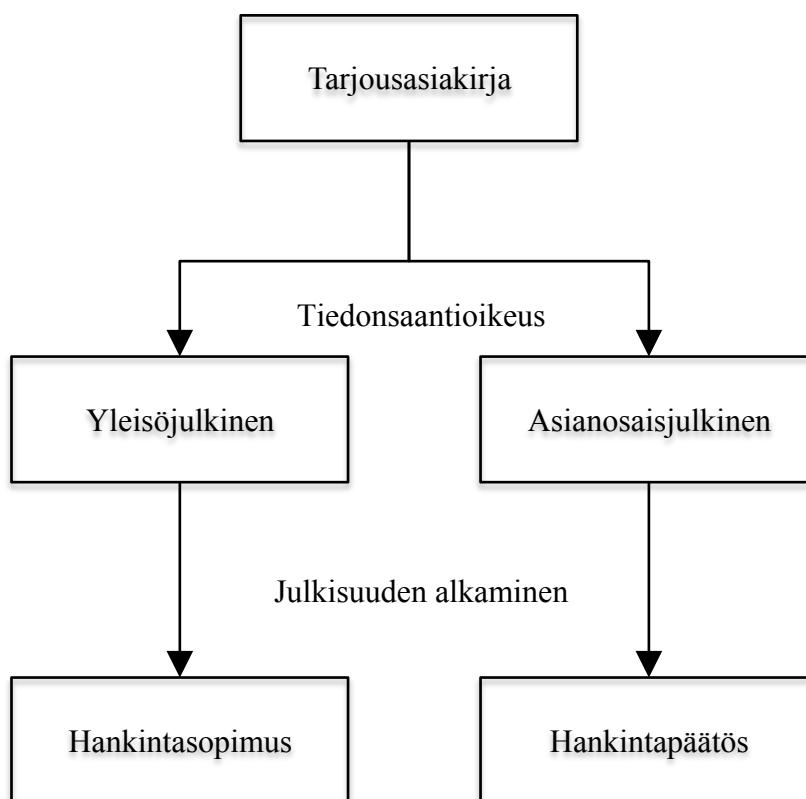 Tarjousasiakirja
Tiedonsaantioikeus
Yleisöjulkinen
Asianosaisjulkinen
Julkisuuden alkaminen
Hankintasopimus
Hankintapäätös